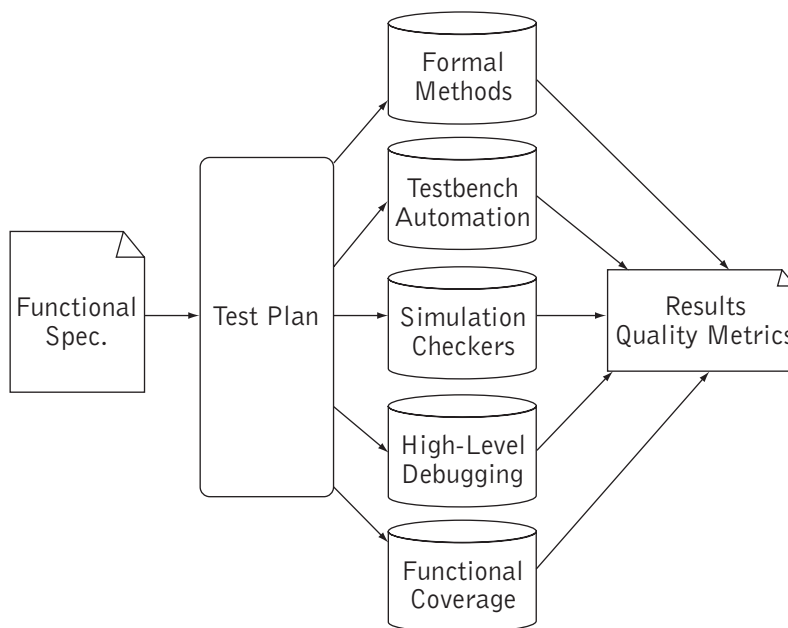 Formal
Methods
Testbench
Automation
Functional
Spec.
Test Plan
Simulation
Checkers
Results
Quality Metrics
High-Level
Debugging
Functional
Coverage